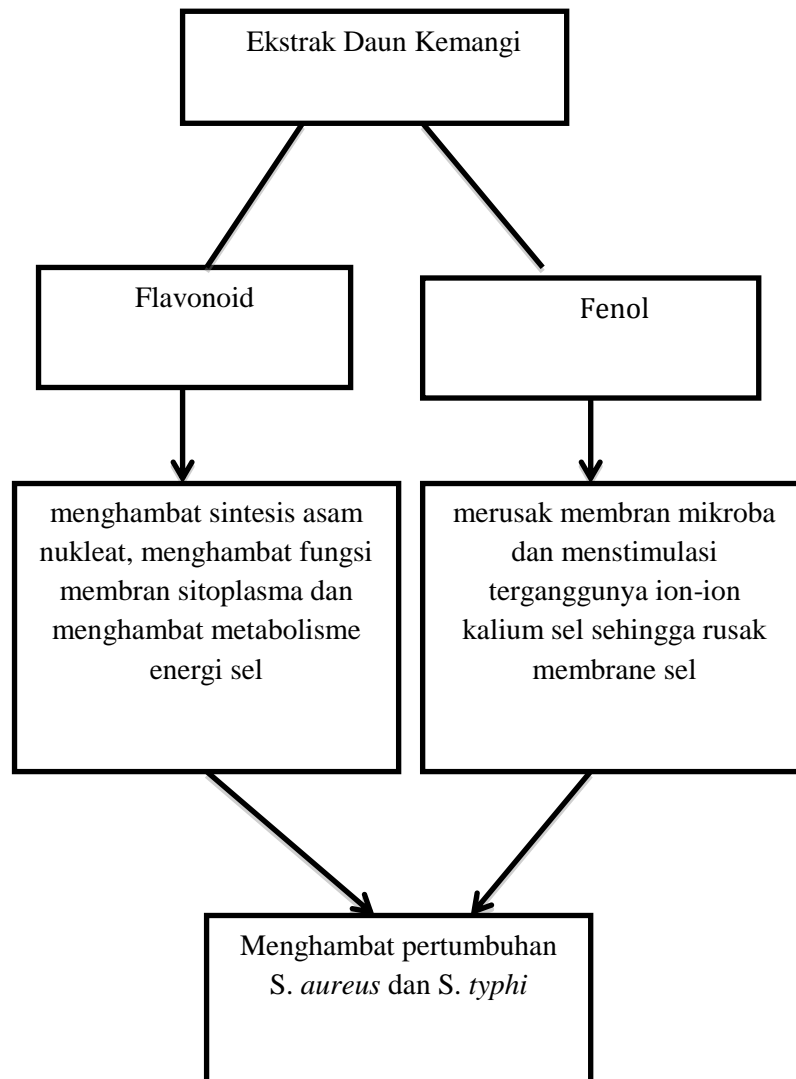 Ekstrak Daun Kemangi
Flavonoid
Fenol
menghambat sintesis asam
nukleat, menghambat fungsi
membran sitoplasma dan
menghambat metabolisme
energi sel
merusak membran mikroba
dan menstimulasi
terganggunya ion-ion
kalium sel sehingga rusak
membrane sel
Menghambat pertumbuhan
S. aureus dan S. typhi